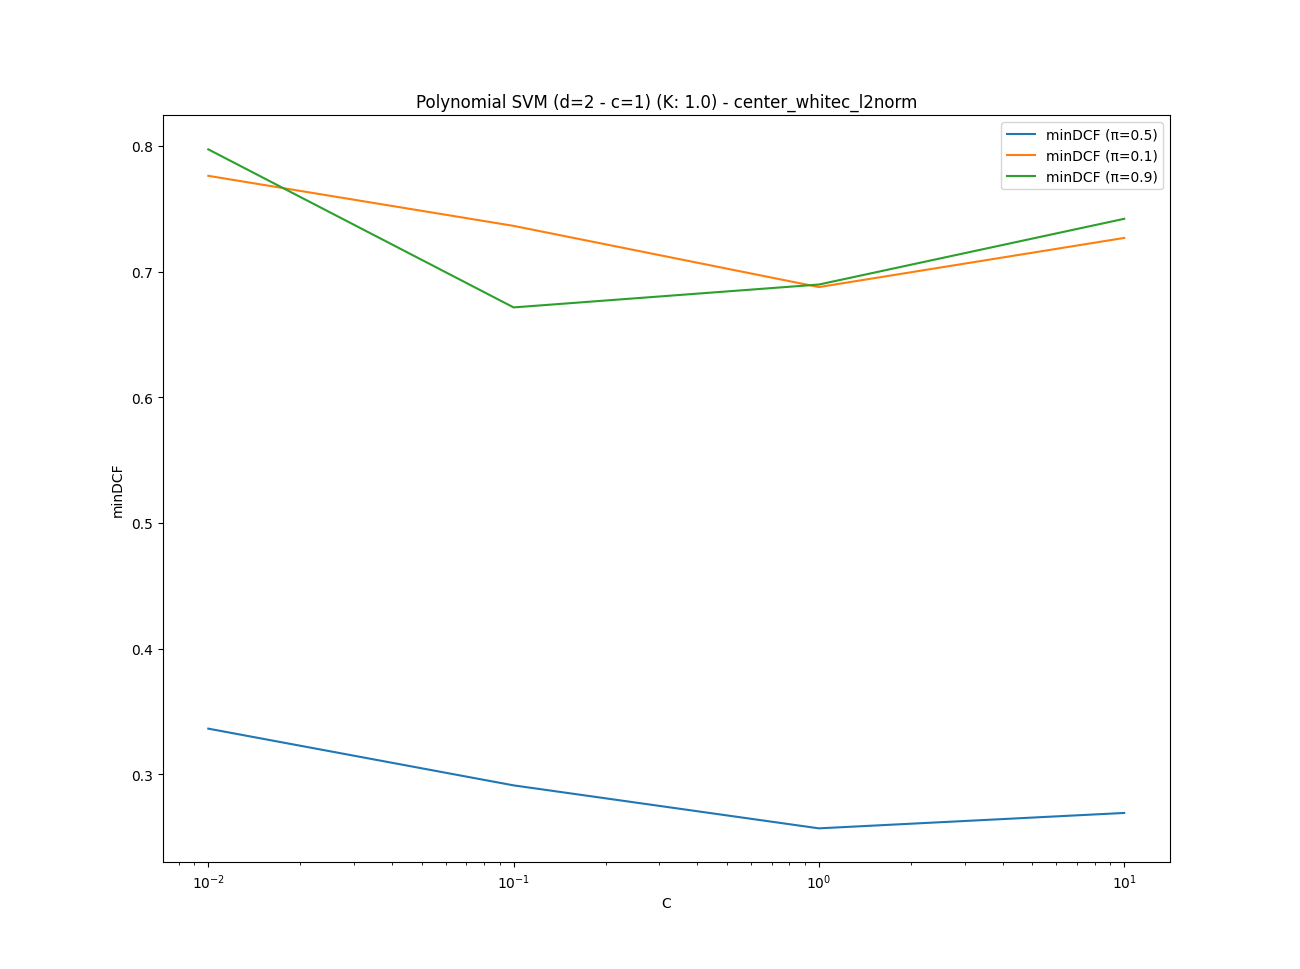 Polynomial SVM (d=2 - c=1) (K: 1.0) - center_whitec_l2norm
minDCF (π=0.5)
minDCF (π=0.1)
minDCF (π=0.9)
0.8
0.7
0.6
0.5
0.4
0.3
minDCF
10⁻² 10⁻¹ 10⁰ 10¹
C